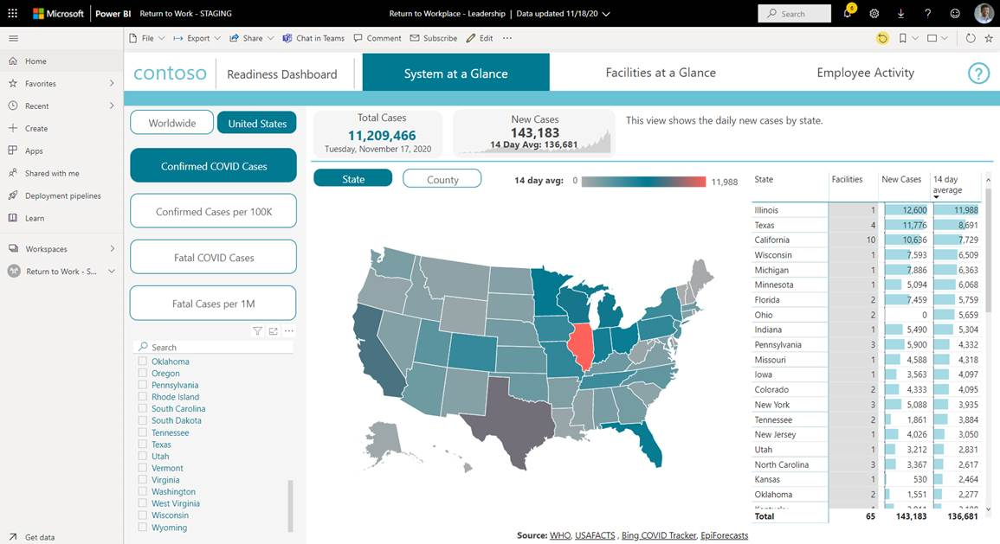 Microsoft Power BI Return to Work - STAGING Return to Workplace - Leadership | Data updated 11/18/20 Search 6
File Export Share Chat in Teams Comment Subscribe Edit ...
Home
Favorites
Recent
Create
Apps
Shared with me
Deployment pipelines
Learn
Workspaces
Return to Work - S...
Get data
contoso Readiness Dashboard System at a Glance Facilities at a Glance Employee Activity ?
Worldwide United States
Confirmed COVID Cases
Confirmed Cases per 100K
Fatal COVID Cases
Fatal Cases per 1M
Search
Oklahoma
Oregon
Pennsylvania
Rhode Island
South Carolina
South Dakota
Tennessee
Texas
Utah
Vermont
Virginia
Washington
West Virginia
Wisconsin
Wyoming
Total Cases
11,209,466
Tuesday, November 17, 2020
New Cases
143,183
14 Day Avg: 136,681
This view shows the daily new cases by state.
State County 14 day avg: 0 11,988
State Facilities New Cases 14 day
average
Illinois 1 12,600 11,988
Texas 4 11,776 8,691
California 10 10,636 7,729
Wisconsin 1 7,593 6,509
Michigan 1 7,886 6,363
Minnesota 1 5,094 6,068
Florida 2 7,459 5,759
Ohio 2 0 5,659
Indiana 1 5,490 5,304
Pennsylvania 3 5,900 4,332
Missouri 1 4,588 4,318
Iowa 1 3,563 4,097
Colorado 2 4,333 4,095
New York 3 5,088 3,935
Tennessee 2 1,861 3,884
New Jersey 1 4,026 3,050
Utah 1 3,212 2,831
North Carolina 3 3,367 2,617
Kansas 1 530 2,464
Oklahoma 2 1,551 2,277
Total 65 143,183 136,681
Source: WHO, USAFACTS , Bing COVID Tracker, EpiForecasts